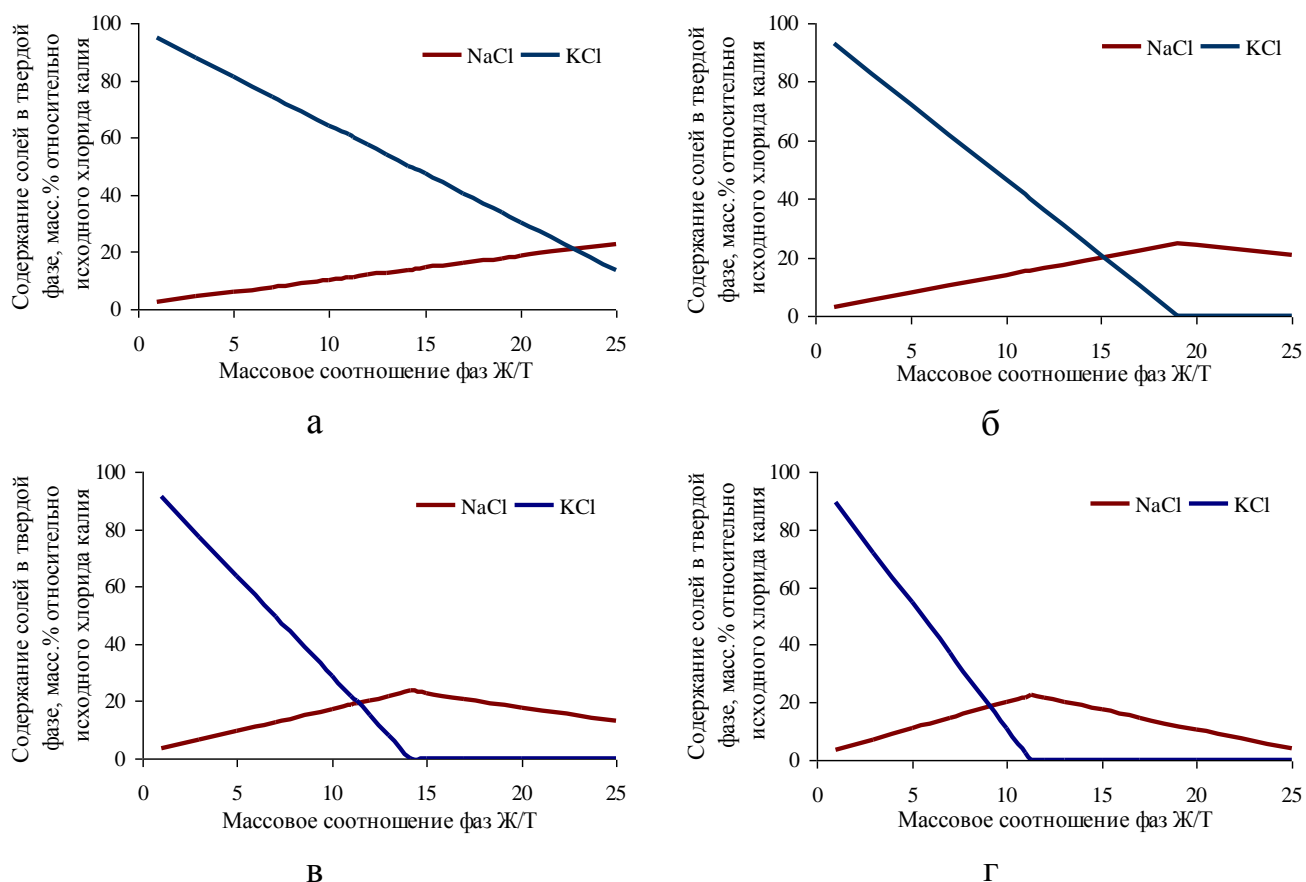 Содержание солей в твердой
фазе, масс.% относительно
исходного хлорида калия
100
80
60
40
20
0
NaCl
KCl
0
5
10
15
20
25
Массовое соотношение фаз Ж/Т
а
Содержание солей в твердой
фазе, масс.% относительно
исходного хлорида калия
100
80
60
40
20
0
NaCl
KCl
0
5
10
15
20
25
Массовое соотношение фаз Ж/Т
б
Содержание солей в твердой
фазе, масс.% относительно
исходного хлорида калия
100
80
60
40
20
0
NaCl
KCl
0
5
10
15
20
25
Массовое соотношение фаз Ж/Т
в
Содержание солей в твердой
фазе, масс.% относительно
исходного хлорида калия
100
80
60
40
20
0
NaCl
KCl
0
5
10
15
20
25
Массовое соотношение фаз Ж/Т
г